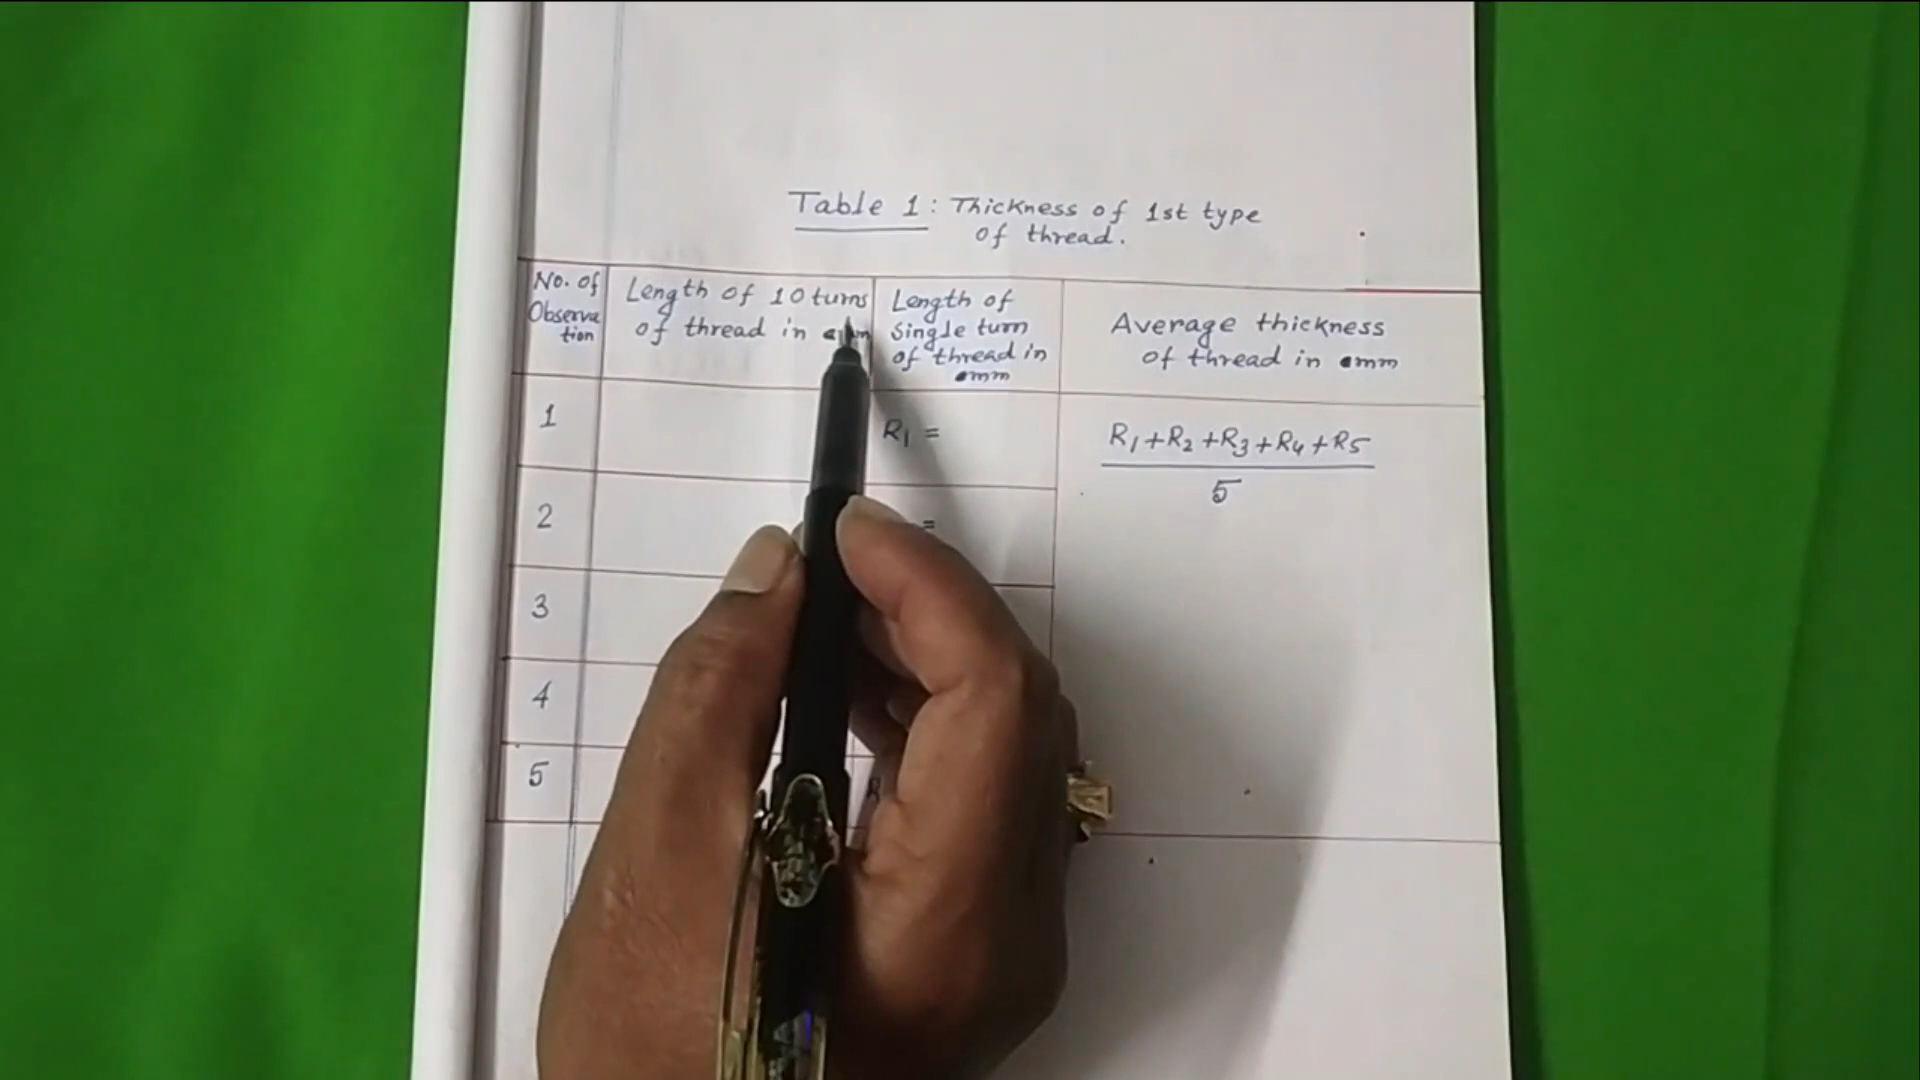 Table 1: Thickness of 1st type
of thread.
No. of
Observa
tion
Length of 10 turns
of thread in
Length of
Single turn
of thread in
mm
Average thickness
of thread in mm
1
R1 =
R1+R2+R3+R4+R5
5
2
=
3
4
5
R